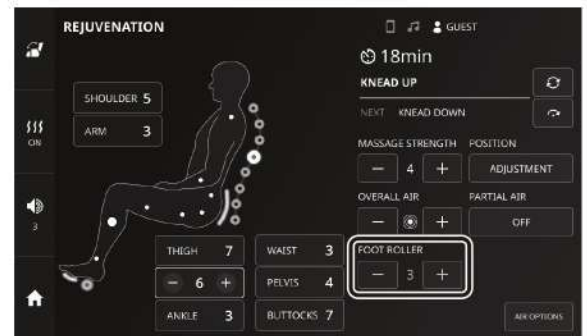 REJUVENATION
GUEST
18min
KNEAD UP
NEXT KNEAD DOWN
SHOULDER 5
ARM 3
ON
3
MASSAGE STRENGTH
− 4 +
POSITION
ADJUSTMENT
OVERALL AIR
− +
PARTIAL AIR
OFF
FOOT ROLLER
− 3 +
THIGH 7
− 6 +
ANKLE 3
WAIST 3
PELVIS 4
BUTTOCKS 7
AIR OPTIONS